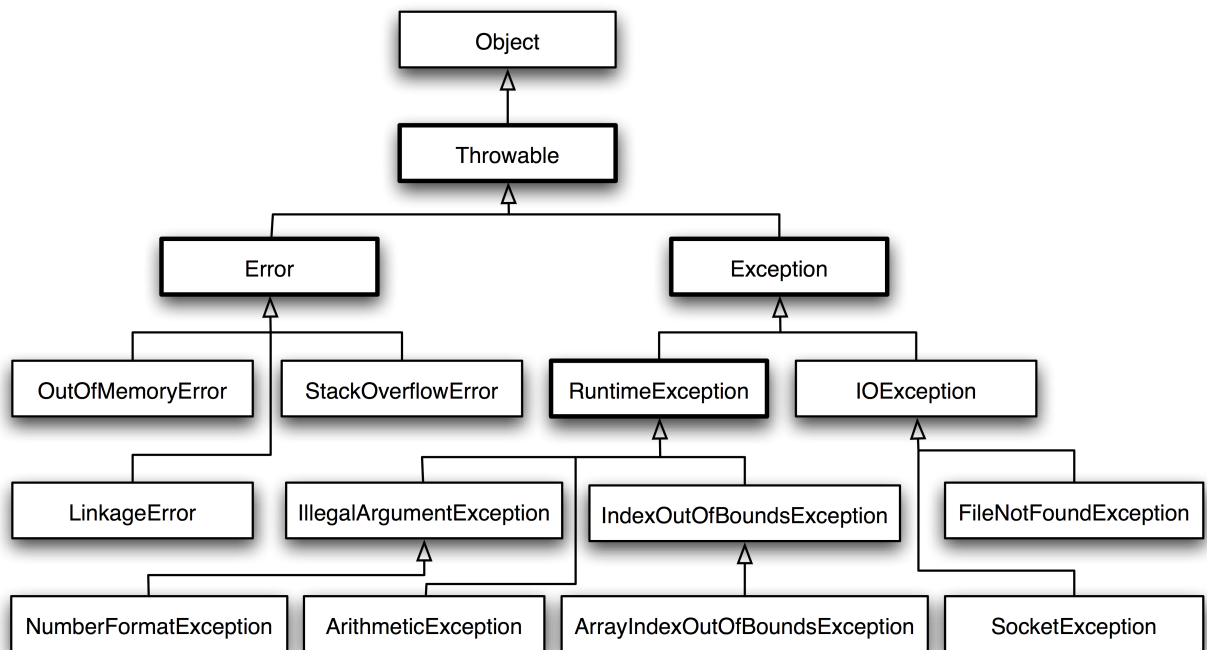 Object
Throwable
Error
Exception
OutOfMemoryError
StackOverflowError
RuntimeException
IOException
LinkageError
IllegalArgumentException
IndexOutOfBoundsException
FileNotFoundException
NumberFormatException
ArithmeticException
ArrayIndexOutOfBoundsException
SocketException